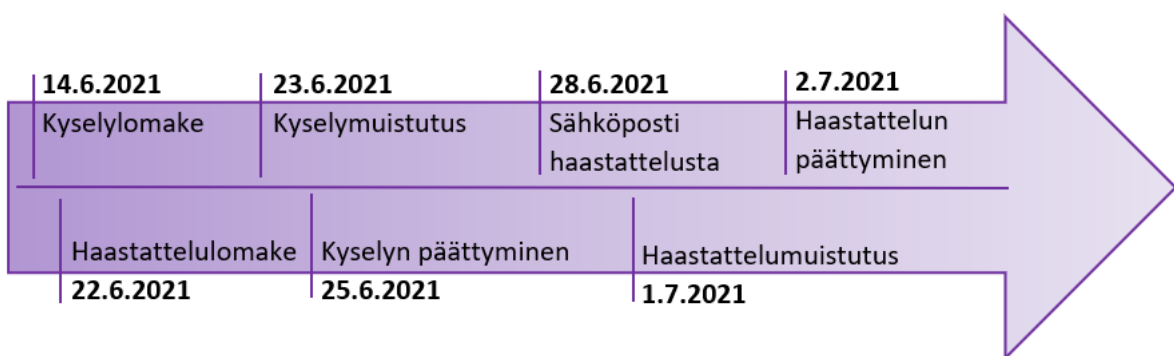 14.6.2021
Kyselylomake
23.6.2021
Kyselymuistutus
28.6.2021
Sähköposti
haastattelusta
2.7.2021
Haastattelun
päättyminen
Haastattelulomake
22.6.2021
Kyselyn päättyminen
25.6.2021
Haastattelumuistutus
1.7.2021